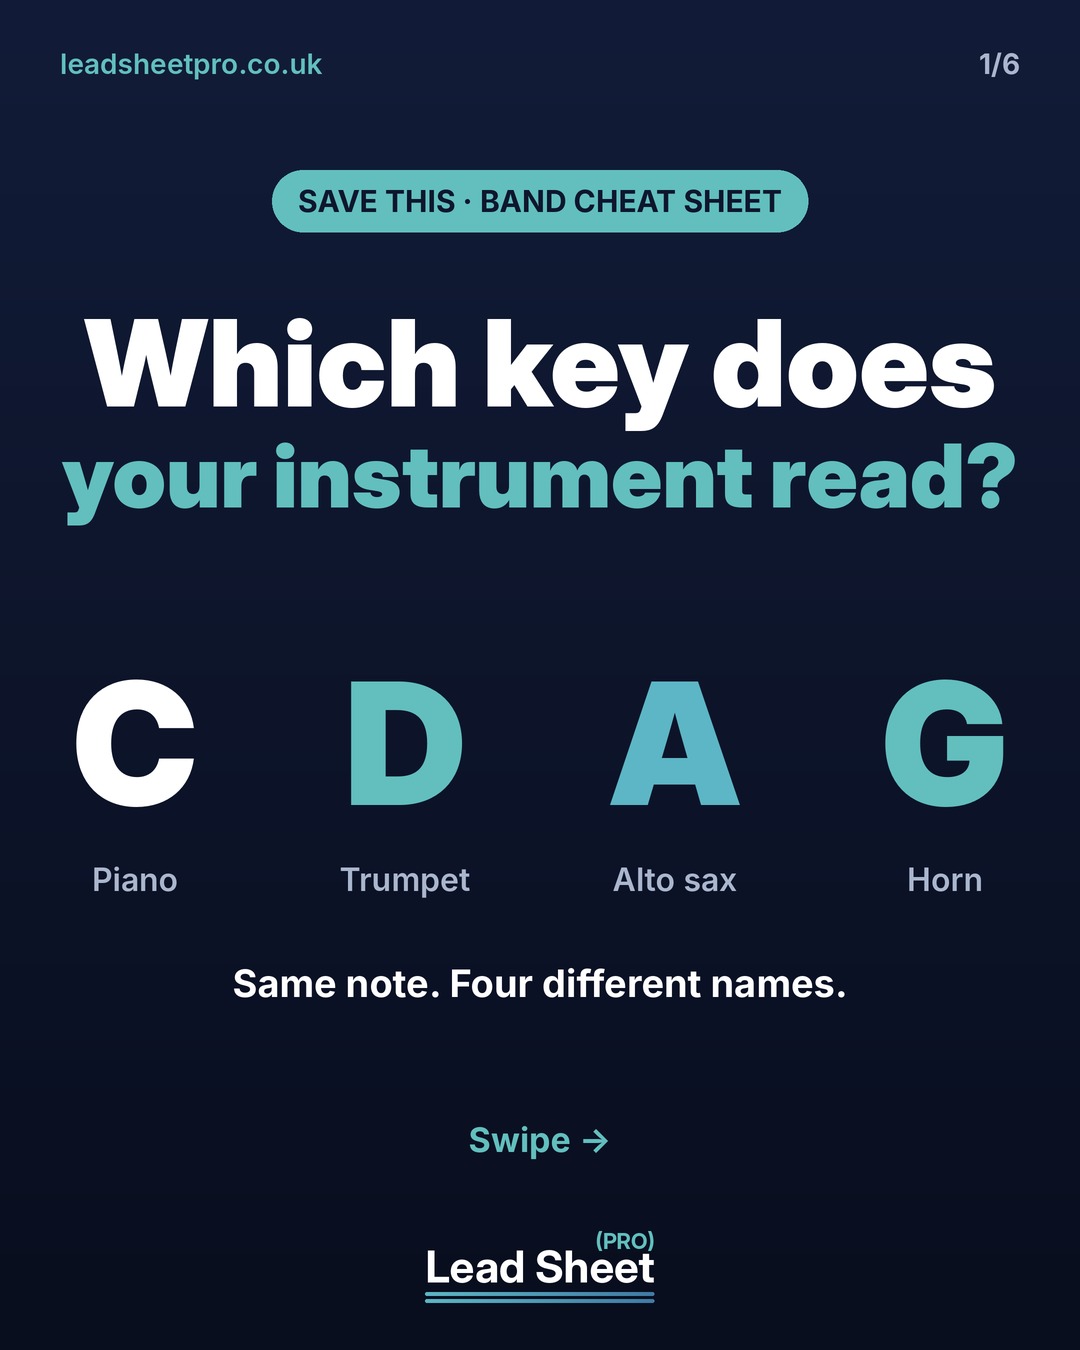 leadsheetpro.co.uk
1/6
SAVE THIS · BAND CHEAT SHEET
Which key does
your instrument read?
C D A G
Piano Trumpet Alto sax Horn
Same note. Four different names.
Swipe →
(PRO)
Lead Sheet